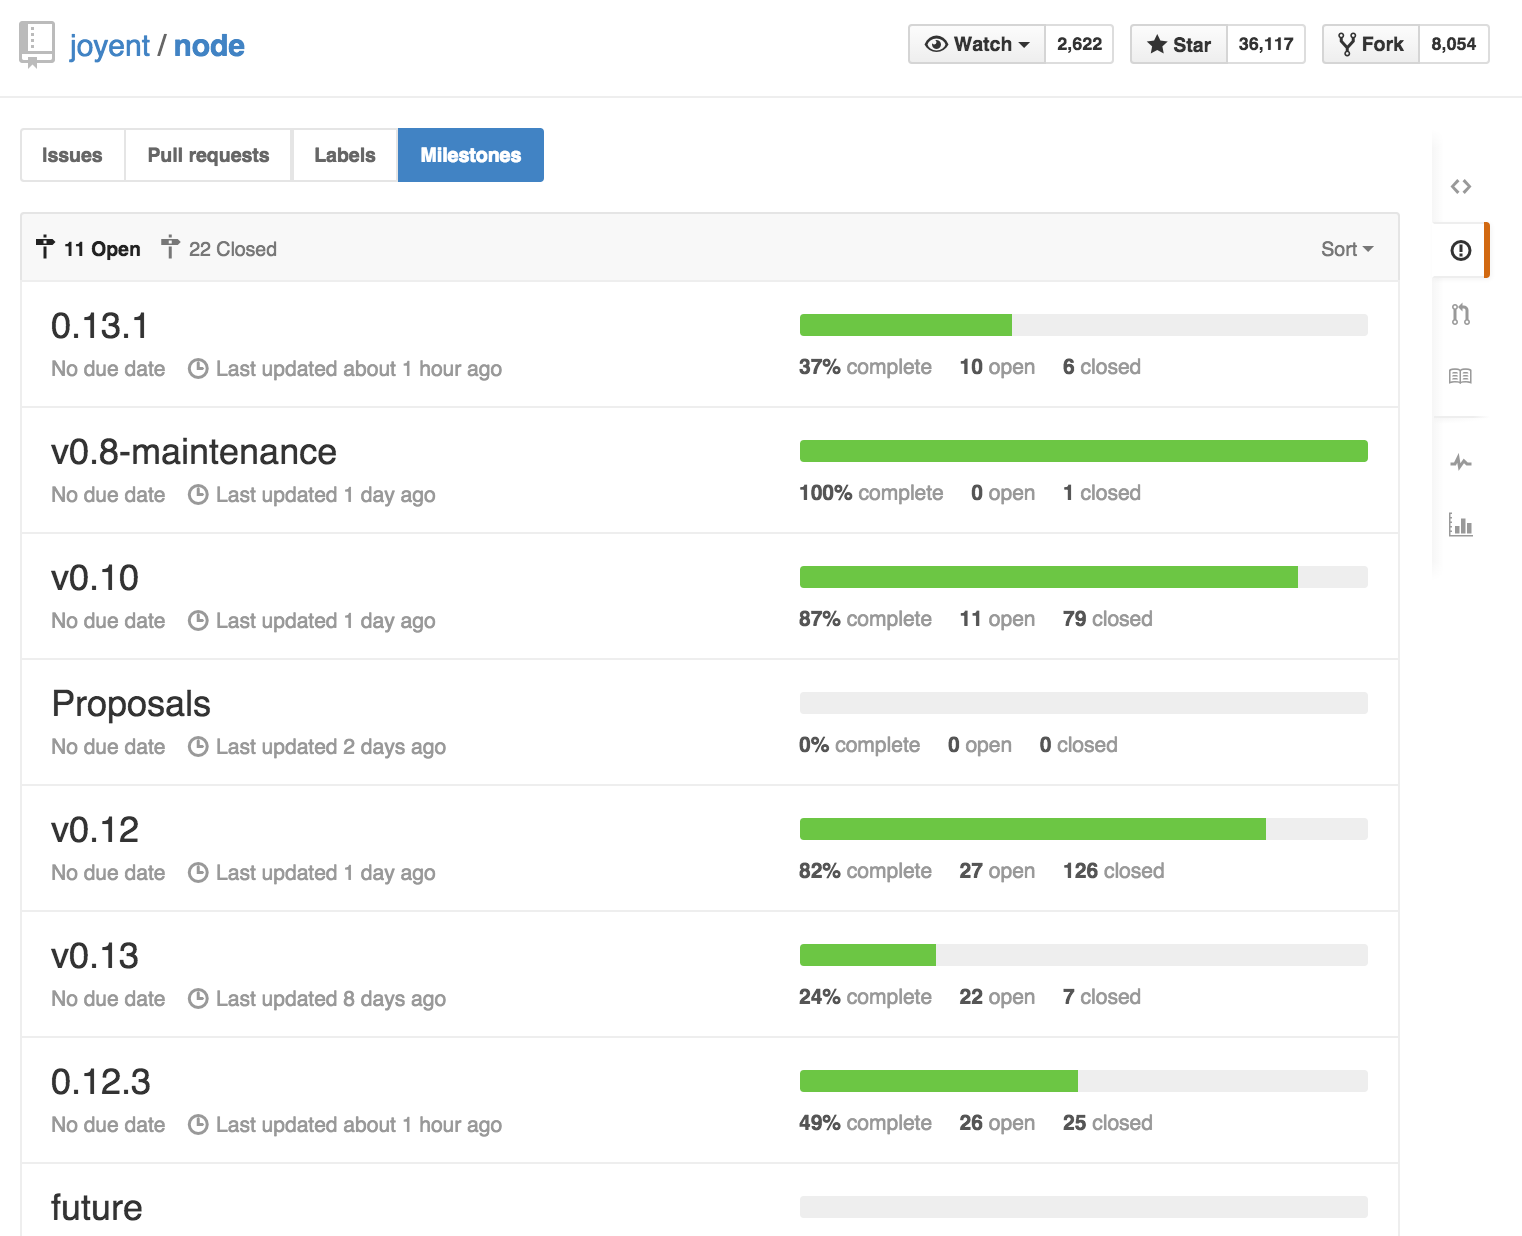 joyent / node
Watch 2,622 Star 36,117 Fork 8,054
Issues Pull requests Labels Milestones
11 Open 22 Closed Sort
0.13.1
No due date Last updated about 1 hour ago
37% complete 10 open 6 closed
v0.8-maintenance
No due date Last updated 1 day ago
100% complete 0 open 1 closed
v0.10
No due date Last updated 1 day ago
87% complete 11 open 79 closed
Proposals
No due date Last updated 2 days ago
0% complete 0 open 0 closed
v0.12
No due date Last updated 1 day ago
82% complete 27 open 126 closed
v0.13
No due date Last updated 8 days ago
24% complete 22 open 7 closed
0.12.3
No due date Last updated about 1 hour ago
49% complete 26 open 25 closed
future